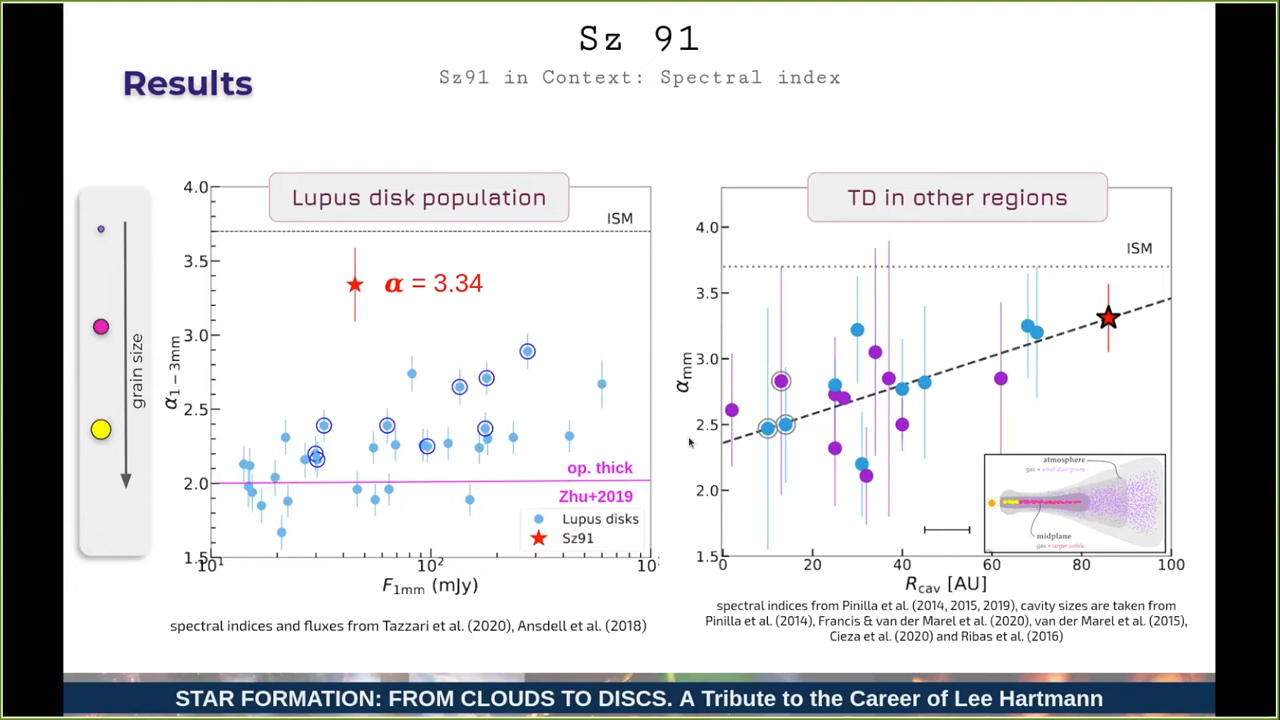 Sz 91
Sz91 in Context: Spectral index
Results
Lupus disk population
4.0
ISM
3.5
α = 3.34
3.0
2.5
2.0
1.5
α1 – 3mm
grain size
op. thick
Zhu+2019
Lupus disks
Sz91
10¹
10²
F1mm (mJy)
spectral indices and fluxes from Tazzari et al. (2020), Ansdell et al. (2018)
TD in other regions
4.0
ISM
3.5
3.0
2.5
2.0
1.5
αmm
atmosphere
gas + small dust grains
midplane
0
20
40
60
80
100
Rcav [AU]
spectral indices from Pinilla et al. (2014, 2015, 2019), cavity sizes are taken from
Pinilla et al. (2014), Francis & van der Marel et al. (2020), van der Marel et al. (2015),
Cieza et al. (2020) and Ribas et al. (2016)
STAR FORMATION: FROM CLOUDS TO DISCS. A Tribute to the Career of Lee Hartmann